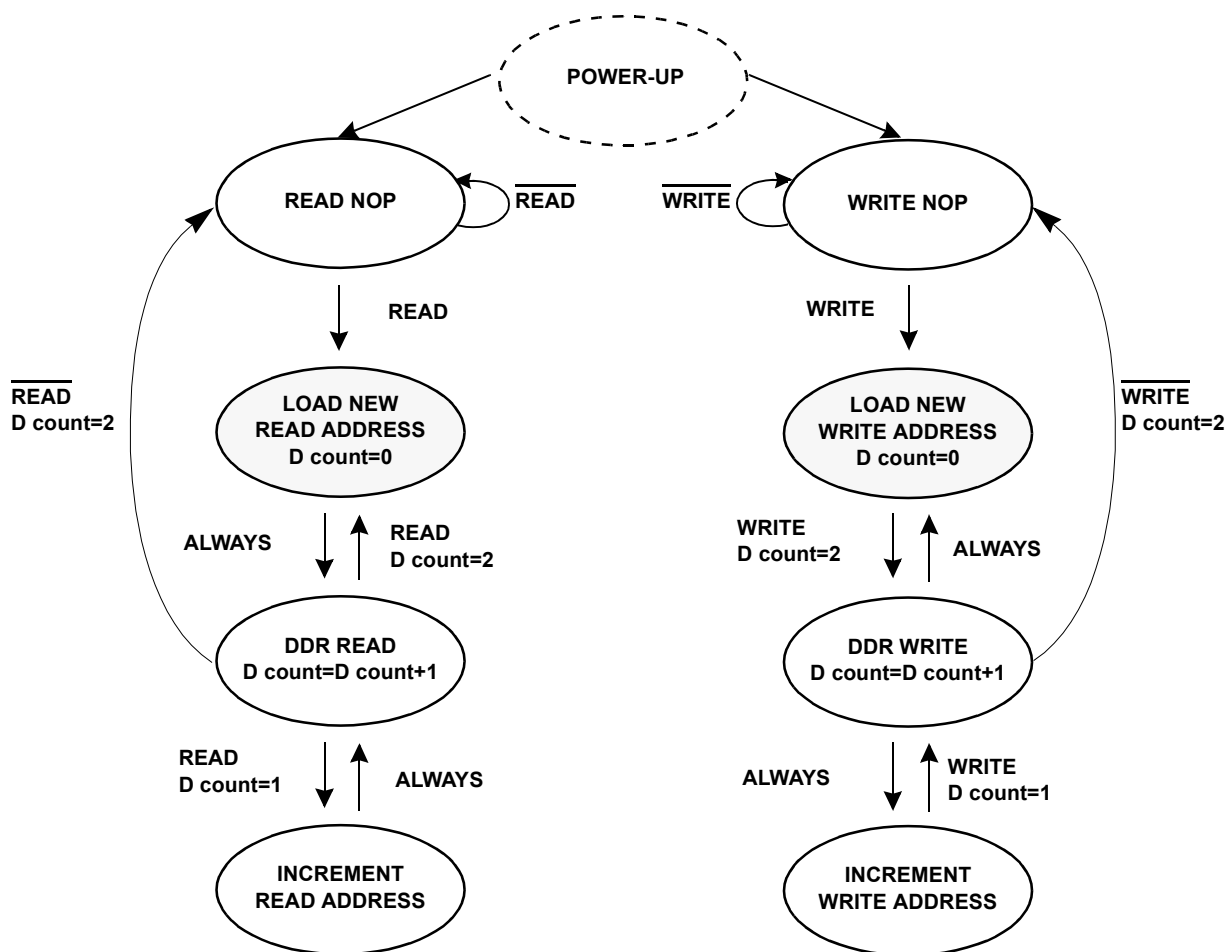 POWER-UP
READ NOP
READ
WRITE
WRITE NOP
READ
WRITE
READ
D count=2
LOAD NEW
READ ADDRESS
D count=0
LOAD NEW
WRITE ADDRESS
D count=0
WRITE
D count=2
ALWAYS
READ
D count=2
WRITE
D count=2
ALWAYS
DDR READ
D count=D count+1
DDR WRITE
D count=D count+1
READ
D count=1
ALWAYS
ALWAYS
WRITE
D count=1
INCREMENT
READ ADDRESS
INCREMENT
WRITE ADDRESS